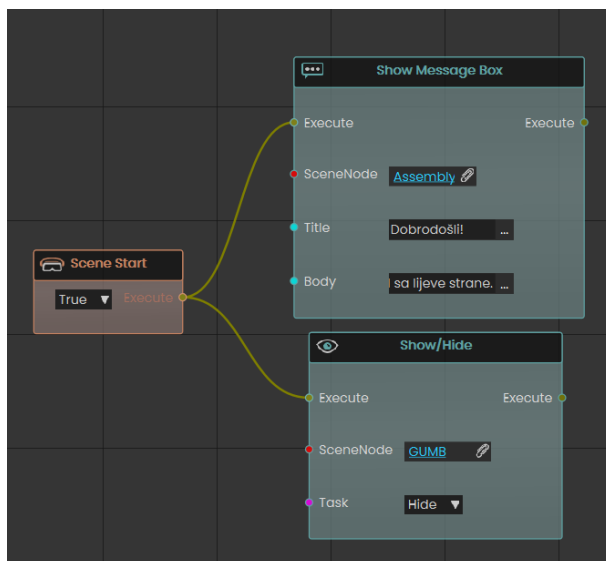 Show Message Box
Execute Execute
SceneNode Assembly
Title Dobrodošli! ...
Body sa lijeve strane. ...
Scene Start
True Execute
Show/Hide
Execute Execute
SceneNode GUMB
Task Hide